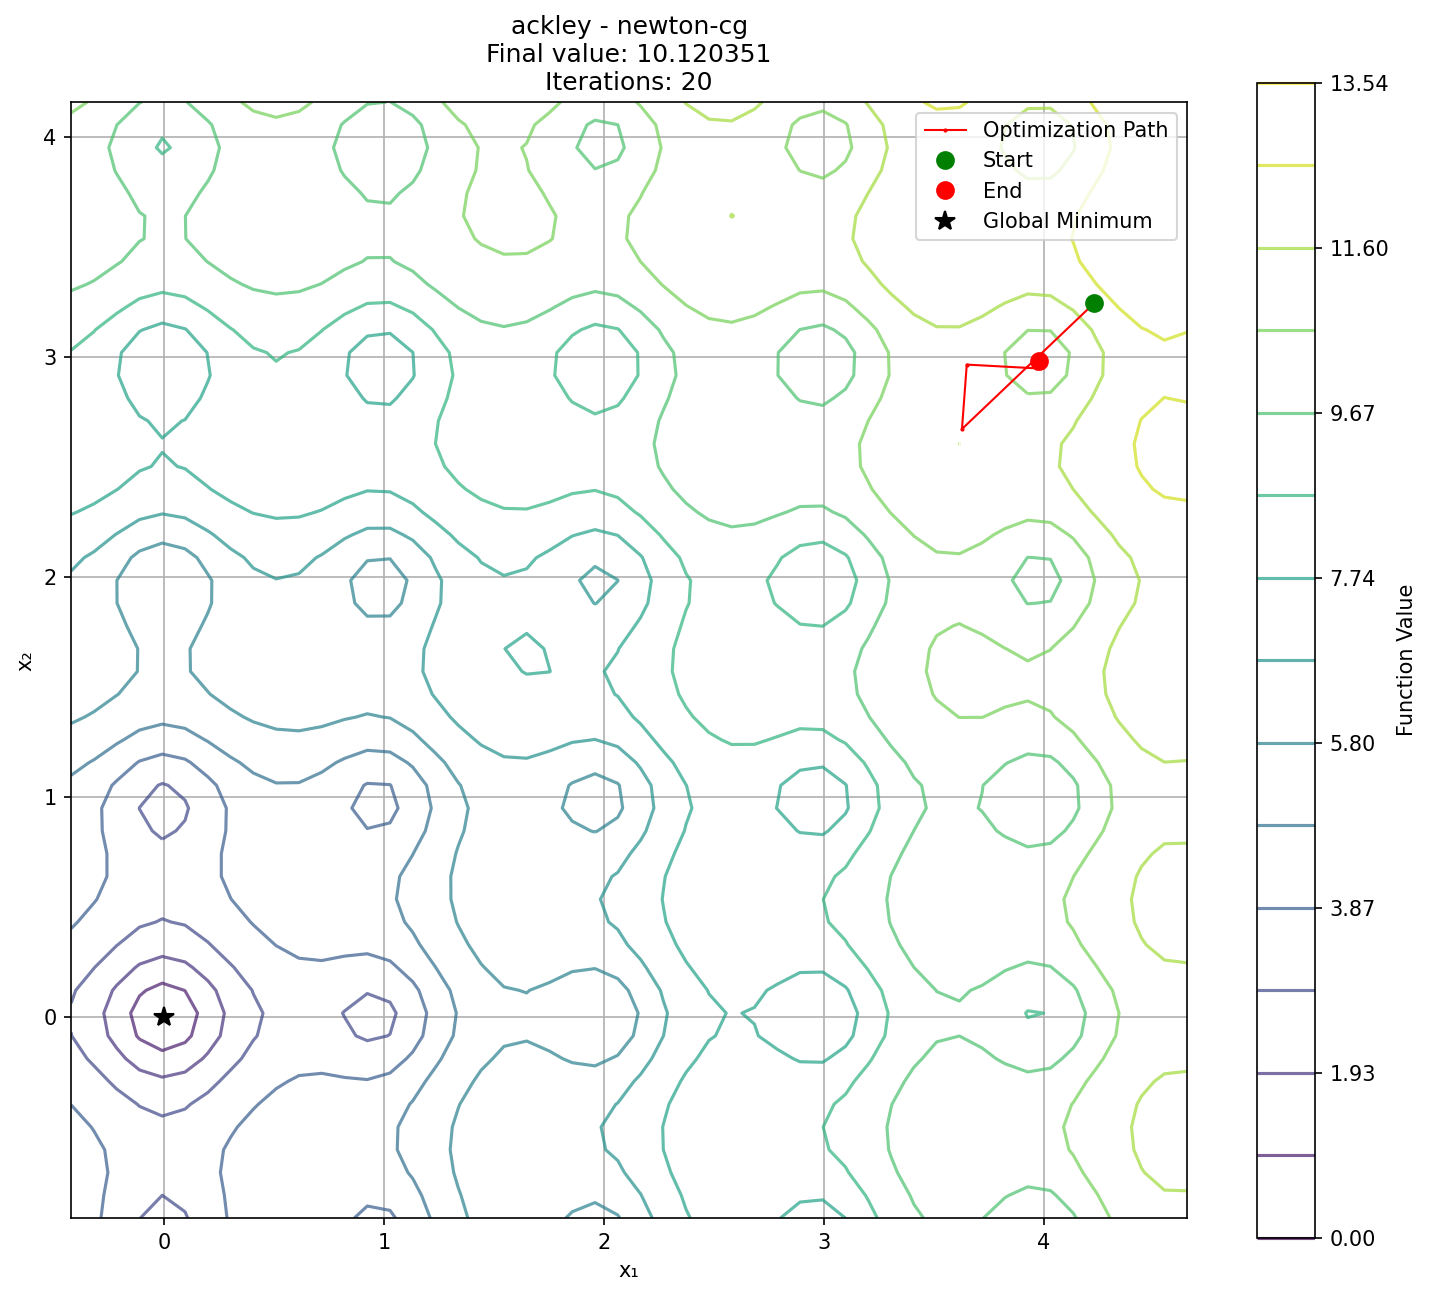 ackley - newton-cg
Final value: 10.120351
Iterations: 20
Optimization Path
Start
End
Global Minimum
4
3
2
1
0
x₂
0 1 2 3 4
x₁
13.54
11.60
9.67
7.74
5.80
3.87
1.93
0.00
Function Value